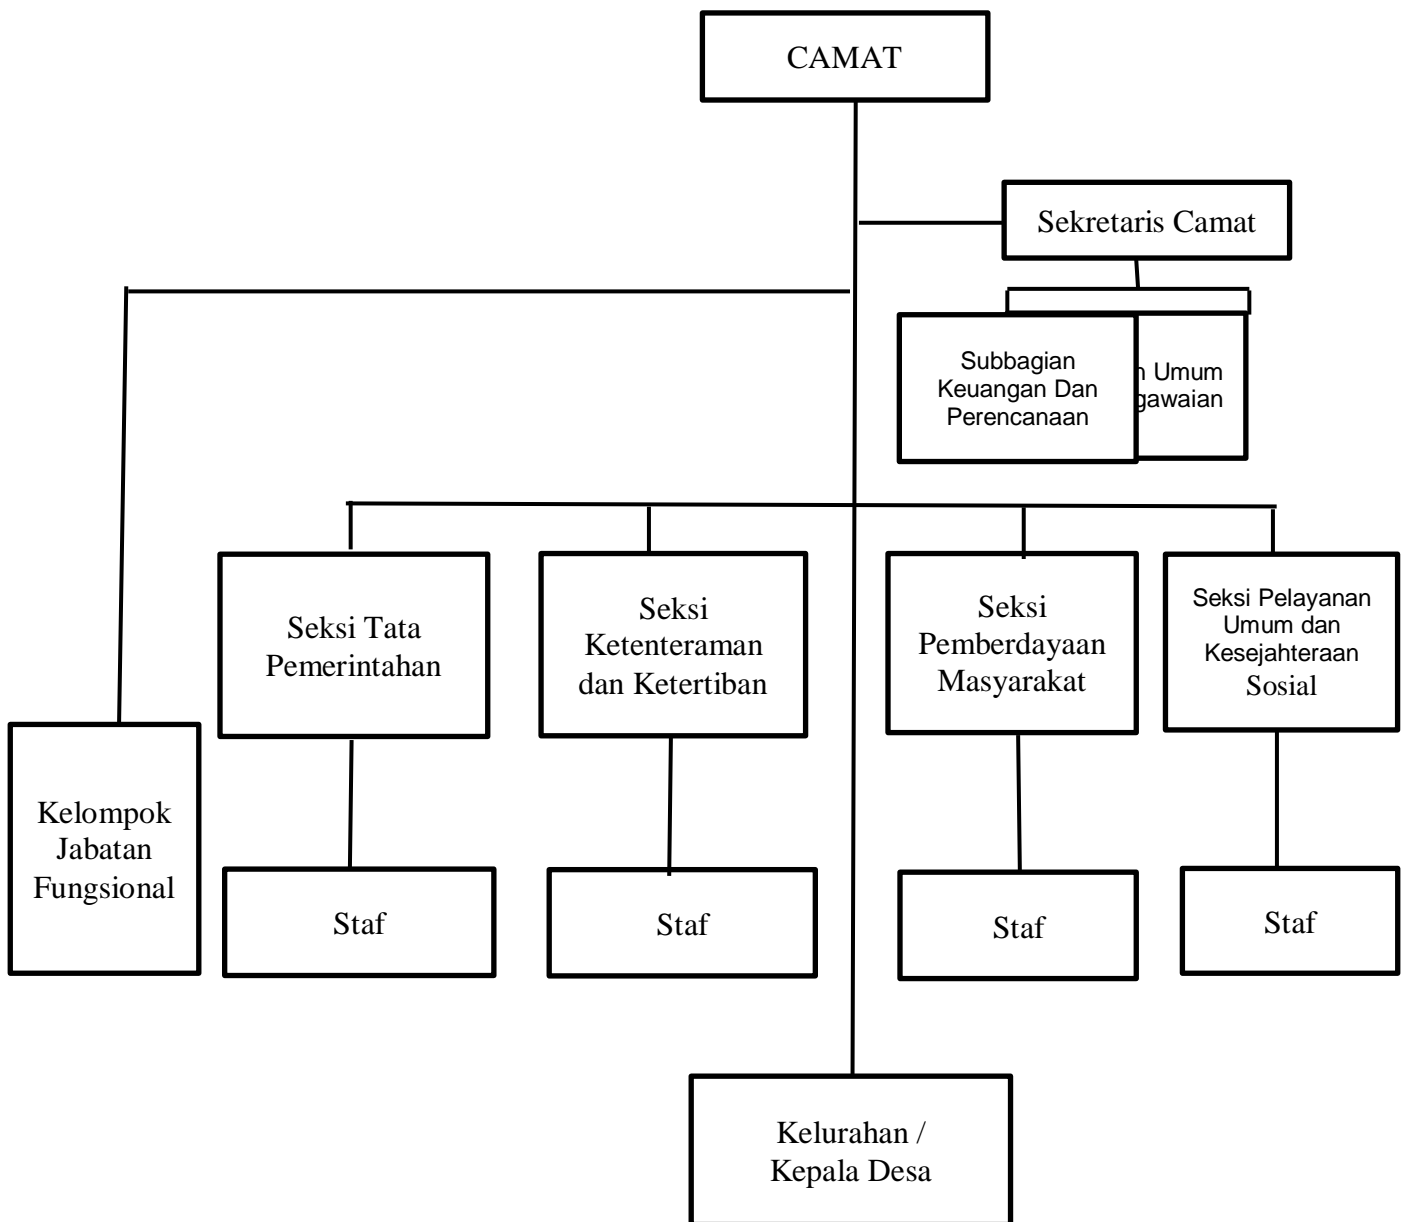 CAMAT
Sekretaris Camat
Subbagian
Keuangan Dan
Perencanaan
Umum
Seksi Tata
Pemerintahan
Seksi
Ketenteraman
dan Ketertiban
Seksi
Pemberdayaan
Masyarakat
Seksi Pelayanan
Umum dan
Kesejahteraan
Sosial
Kelompok
Jabatan
Fungsional
Staf
Staf
Staf
Staf
Kelurahan /
Kepala Desa